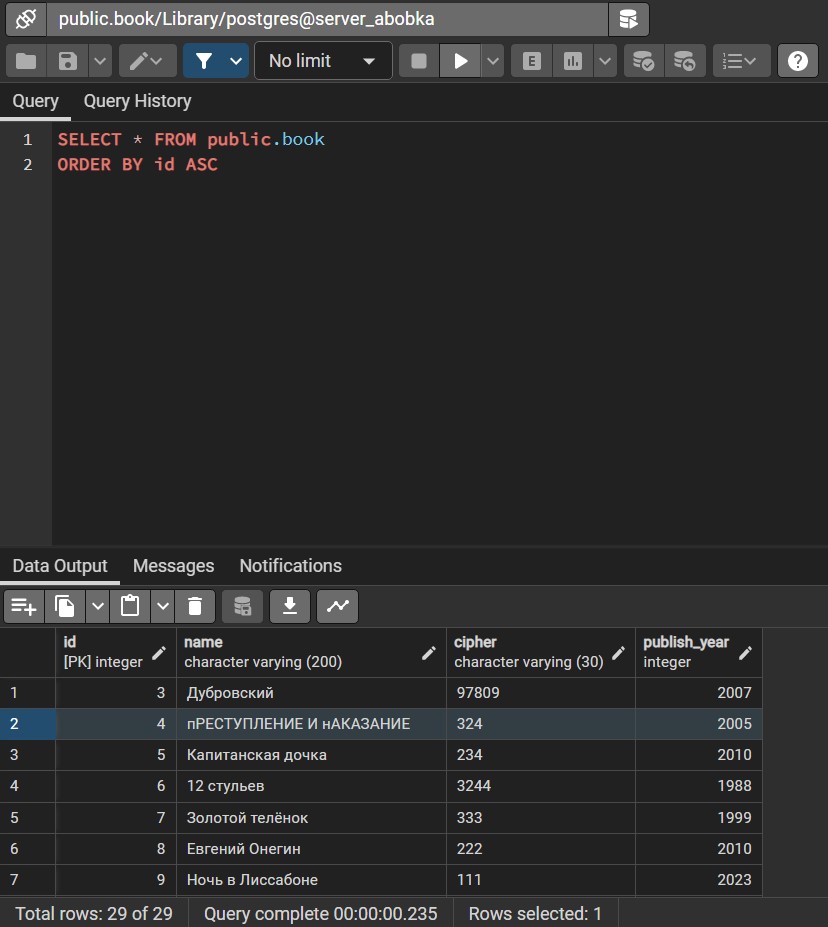 public.book/Library/postgres@server_abobka
No limit
E
?
Query Query History
1 SELECT * FROM public.book
2 ORDER BY id ASC
Data Output Messages Notifications
id name cipher publish_year
[PK] integer character varying (200) character varying (30) integer
1 3 Дубровский 97809 2007
2 4 пРЕСТУПЛЕНИЕ И нАКАЗАНИЕ 324 2005
3 5 Капитанская дочка 234 2010
4 6 12 стульев 3244 1988
5 7 Золотой телёнок 333 1999
6 8 Евгений Онегин 222 2010
7 9 Ночь в Лиссабоне 111 2023
Total rows: 29 of 29 Query complete 00:00:00.235 Rows selected: 1